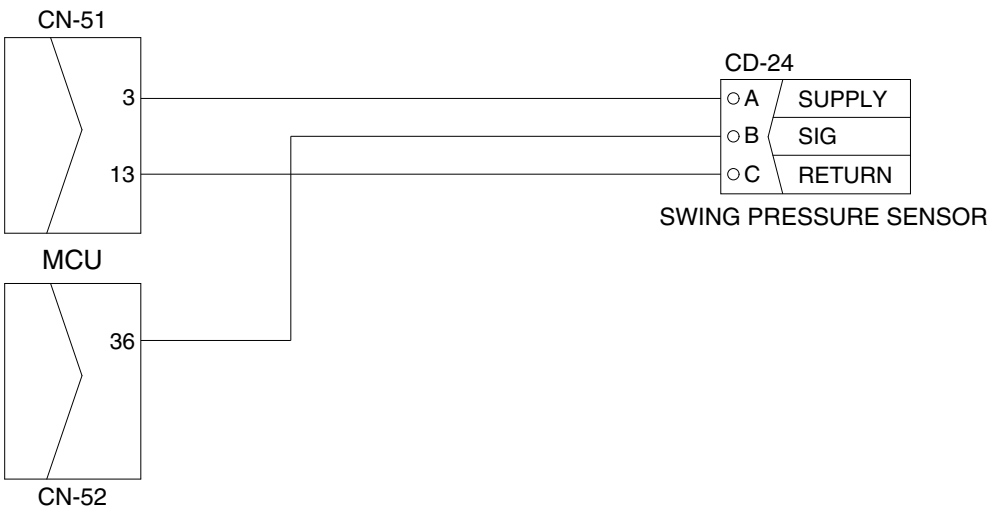 CN-51
3
13
MCU
36
CN-52
CD-24
A SUPPLY
B SIG
C RETURN
SWING PRESSURE SENSOR